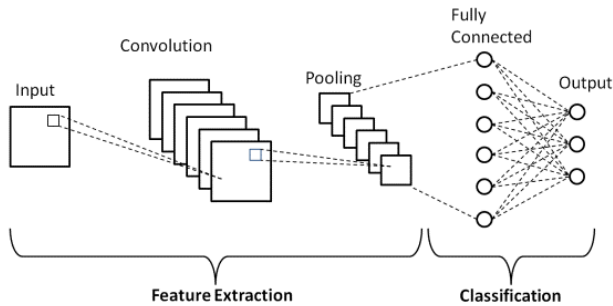 Input
Convolution
Pooling
Fully
Connected
Output
Feature Extraction
Classification